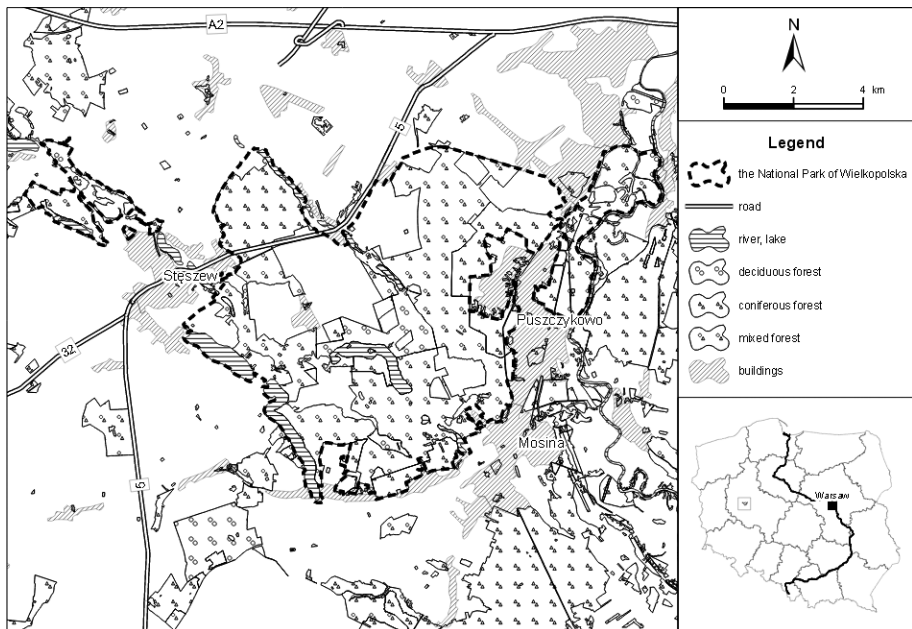 A2
5
Stęszew
Puszczykowo
32
Mosina
5
N
0 2 4 km
Legend
the National Park of Wielkopolska
road
river, lake
deciduous forest
coniferous forest
mixed forest
buildings
Warsaw